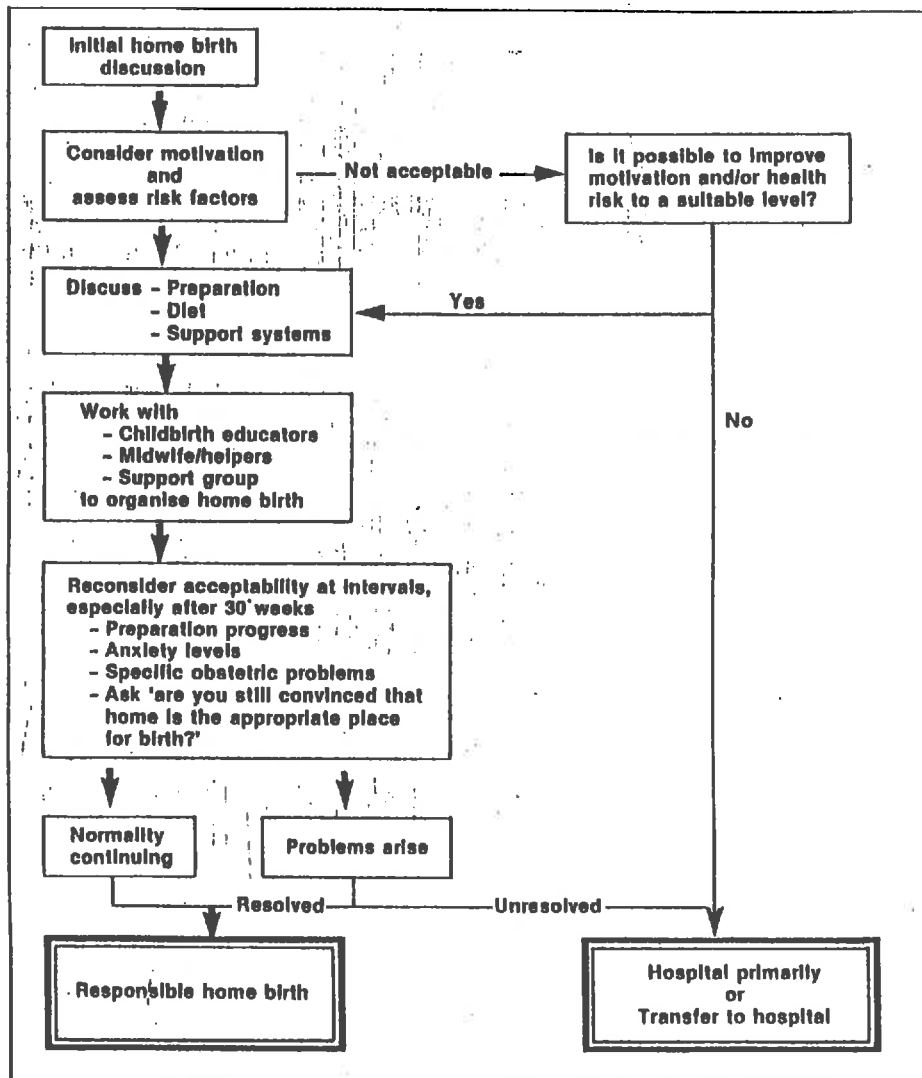 Initial home birth
discussion
Consider motivation
and
assess risk factors
Not acceptable
Is it possible to improve
motivation and/or health
risk to a suitable level?
Discuss - Preparation
- Diet
- Support systems
Yes
Work with
- Childbirth educators
- Midwife/helpers
- Support group
to organise home birth
No
Reconsider acceptability at intervals,
especially after 30 weeks
- Preparation progress
- Anxiety levels
- Specific obstetric problems
- Ask 'are you still convinced that
home is the appropriate place
for birth?'
Normality
continuing
Problems arise
Resolved
Unresolved
Responsible home birth
Hospital primarily
or
Transfer to hospital